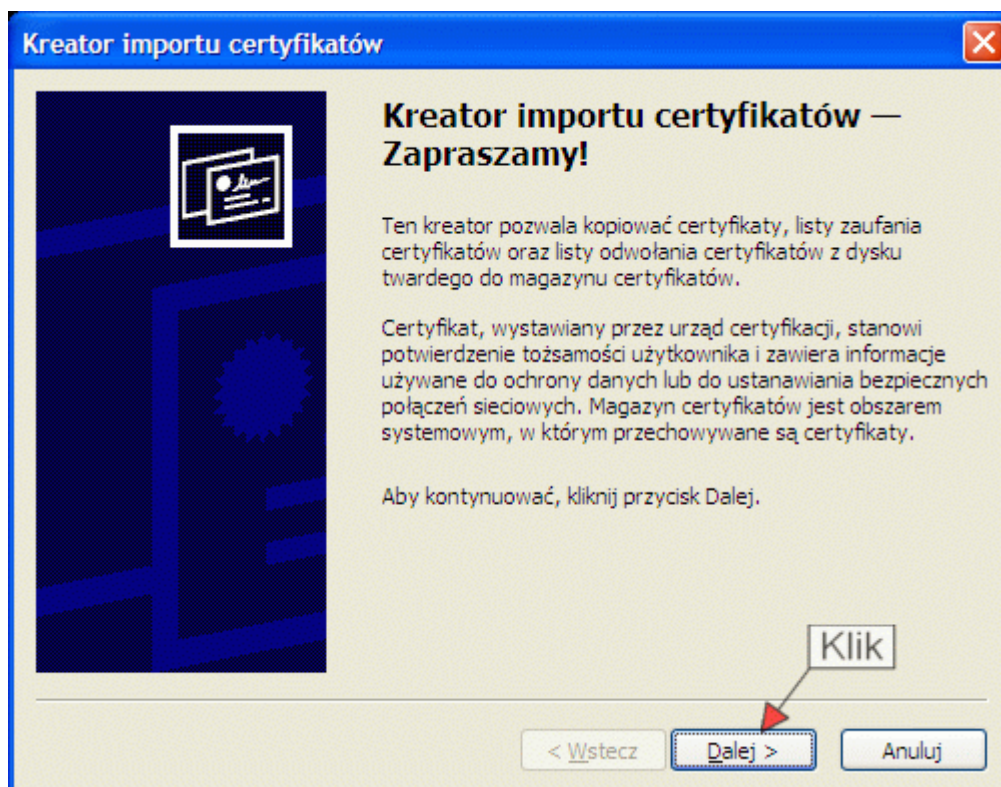 Kreator importu certyfikatów
Kreator importu certyfikatów —
Zapraszamy!
Ten kreator pozwala kopiować certyfikaty, listy zaufania
certyfikatów oraz listy odwołania certyfikatów z dysku
twardego do magazynu certyfikatów.
Certyfikat, wystawiany przez urząd certyfikacji, stanowi
potwierdzenie tożsamości użytkownika i zawiera informacje
używane do ochrony danych lub do ustanawiania bezpiecznych
połączeń sieciowych. Magazyn certyfikatów jest obszarem
systemowym, w którym przechowywane są certyfikaty.
Aby kontynuować, kliknij przycisk Dalej.
Klik
< Wstecz Dalej > Anuluj